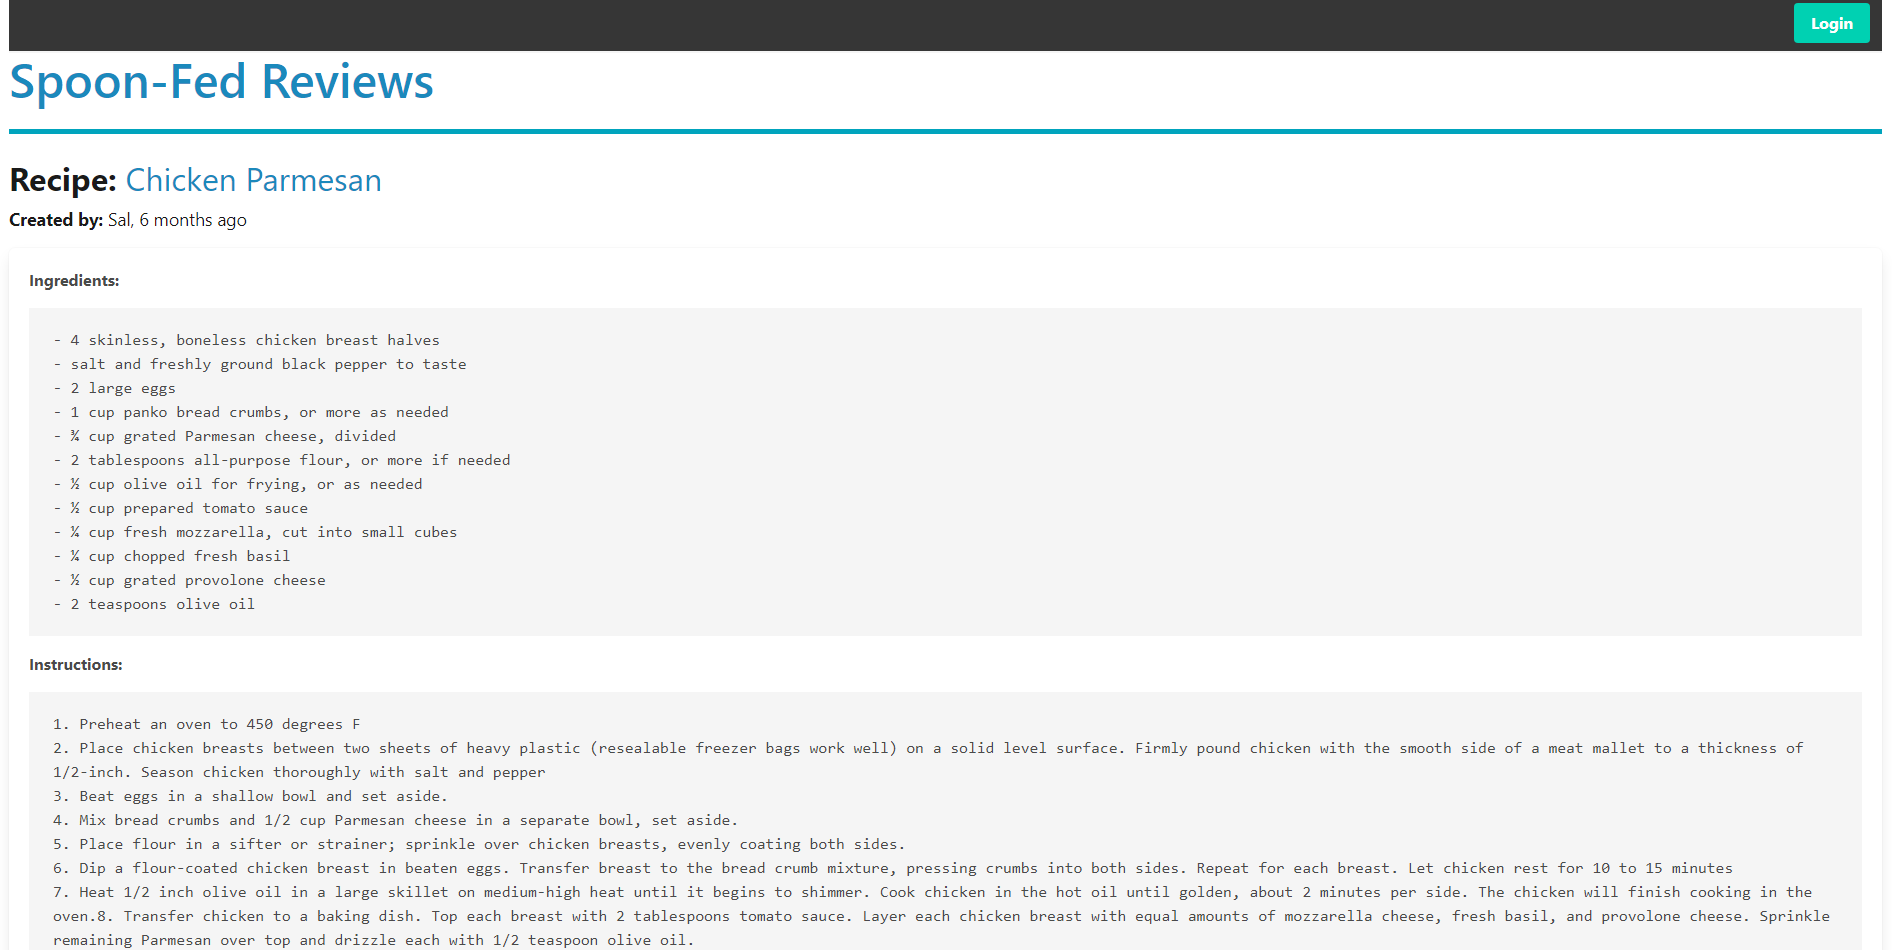 Login
Spoon-Fed Reviews
Recipe: Chicken Parmesan
Created by: Sal, 6 months ago
Ingredients:
- 4 skinless, boneless chicken breast halves
- salt and freshly ground black pepper to taste
- 2 large eggs
- 1 cup panko bread crumbs, or more as needed
- ¾ cup grated Parmesan cheese, divided
- 2 tablespoons all-purpose flour, or more if needed
- ½ cup olive oil for frying, or as needed
- ½ cup prepared tomato sauce
- ¼ cup fresh mozzarella, cut into small cubes
- ¼ cup chopped fresh basil
- ½ cup grated provolone cheese
- 2 teaspoons olive oil
Instructions:
1. Preheat an oven to 450 degrees F
2. Place chicken breasts between two sheets of heavy plastic (resealable freezer bags work well) on a solid level surface. Firmly pound chicken with the smooth side of a meat mallet to a thickness of
1/2-inch. Season chicken thoroughly with salt and pepper
3. Beat eggs in a shallow bowl and set aside.
4. Mix bread crumbs and 1/2 cup Parmesan cheese in a separate bowl, set aside.
5. Place flour in a sifter or strainer; sprinkle over chicken breasts, evenly coating both sides.
6. Dip a flour-coated chicken breast in beaten eggs. Transfer breast to the bread crumb mixture, pressing crumbs into both sides. Repeat for each breast. Let chicken rest for 10 to 15 minutes
7. Heat 1/2 inch olive oil in a large skillet on medium-high heat until it begins to shimmer. Cook chicken in the hot oil until golden, about 2 minutes per side. The chicken will finish cooking in the
oven.8. Transfer chicken to a baking dish. Top each breast with 2 tablespoons tomato sauce. Layer each chicken breast with equal amounts of mozzarella cheese, fresh basil, and provolone cheese. Sprinkle
remaining Parmesan over top and drizzle each with 1/2 teaspoon olive oil.